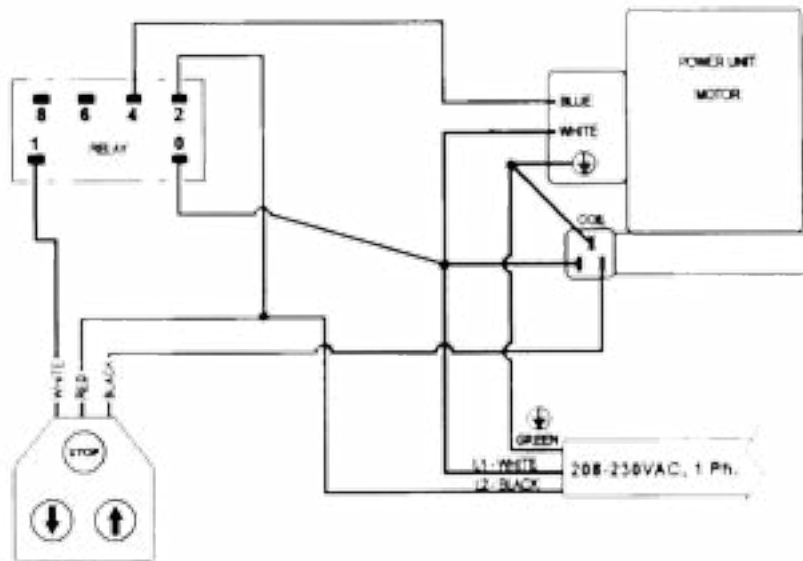 POWER UNIT
MOTOR
BLUE
WHITE
8 6 4 2
1 RELAY 0
COIL
WHITE
RED
BLACK
STOP
GREEN
L1-WHITE
L2-BLACK
208-230VAC, 1 Ph.